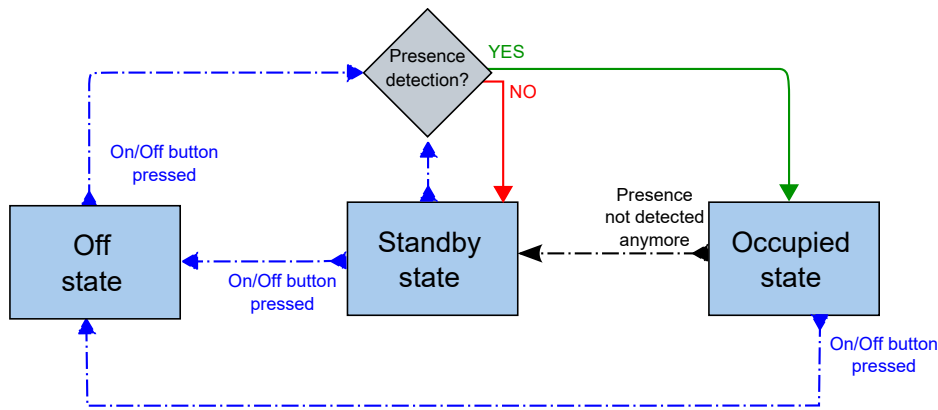 Presence
detection?
YES
NO
On/Off button
pressed
Off
state
On/Off button
pressed
Standby
state
Presence
not detected
anymore
Occupied
state
On/Off button
pressed